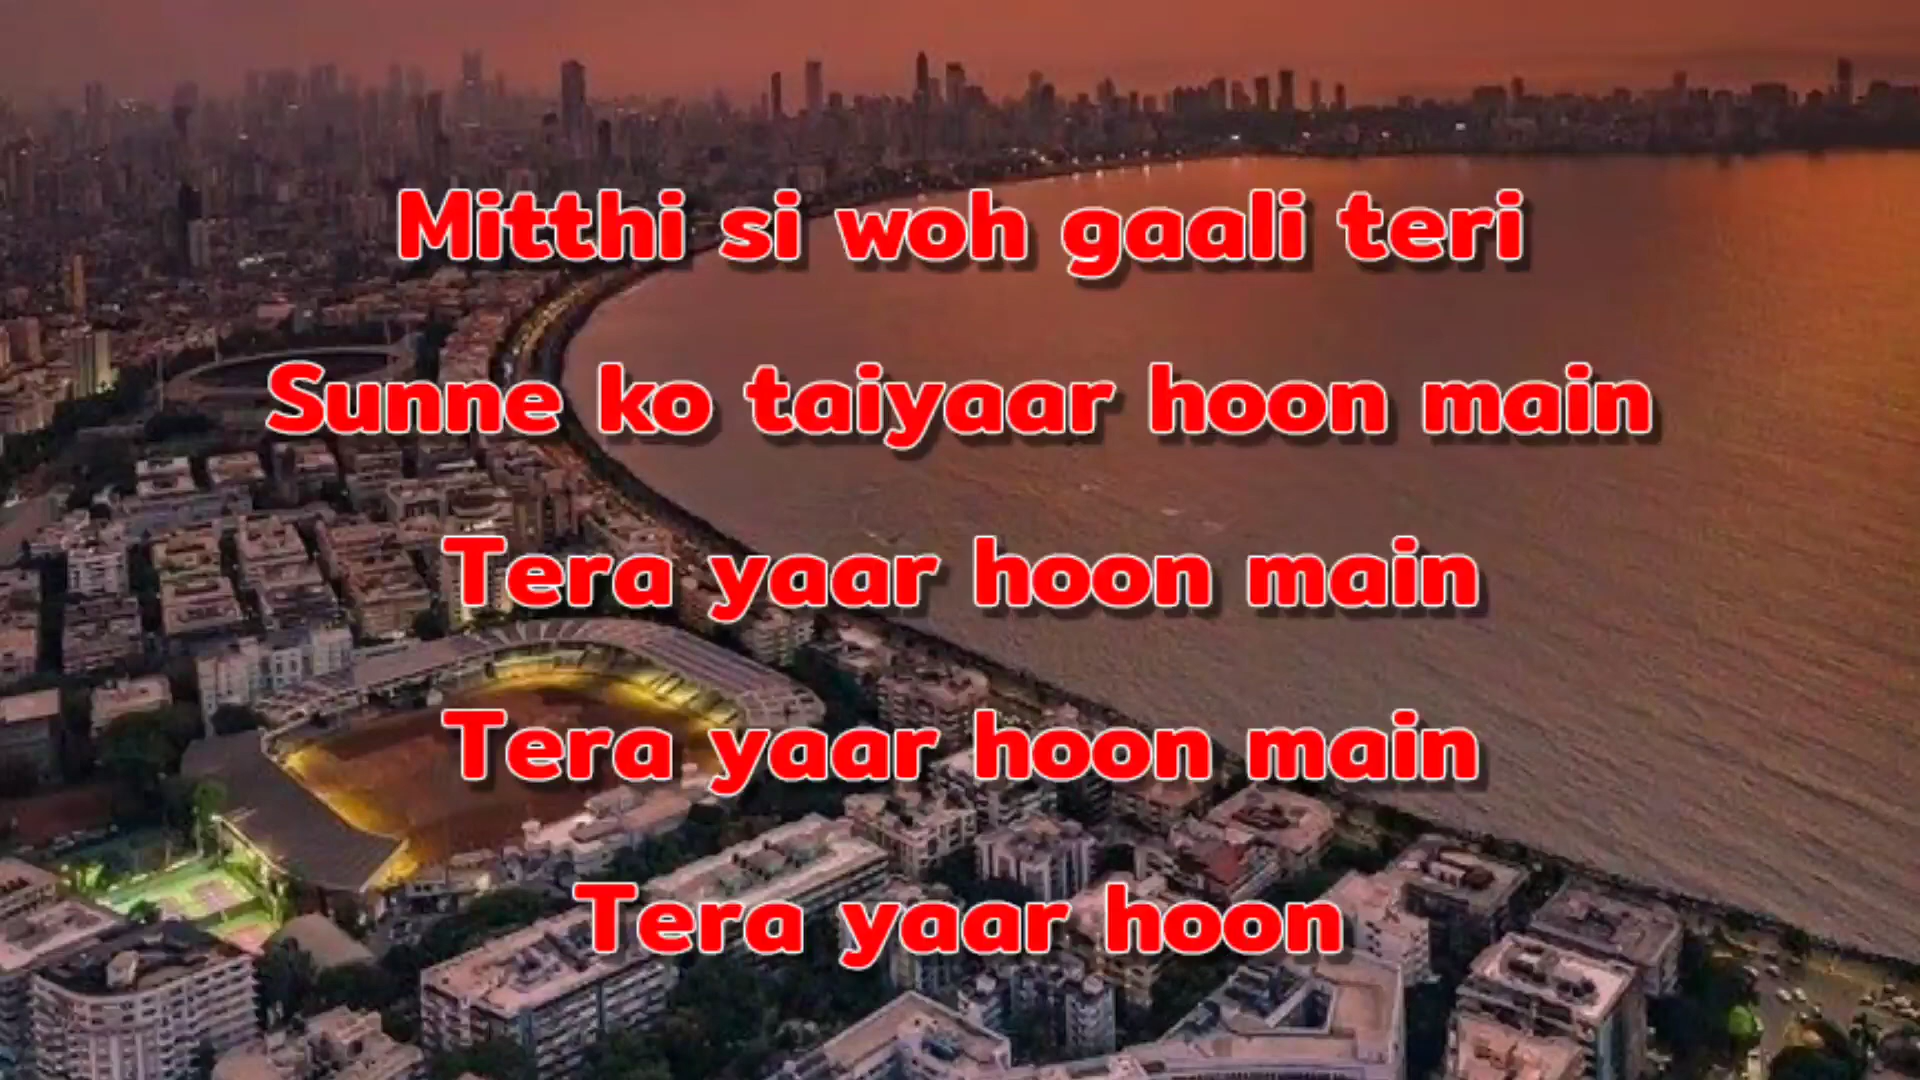 Mitthi si woh gaali teri
Sunne ko taiyaar hoon main
Tera yaar hoon main
Tera yaar hoon main
Tera yaar hoon